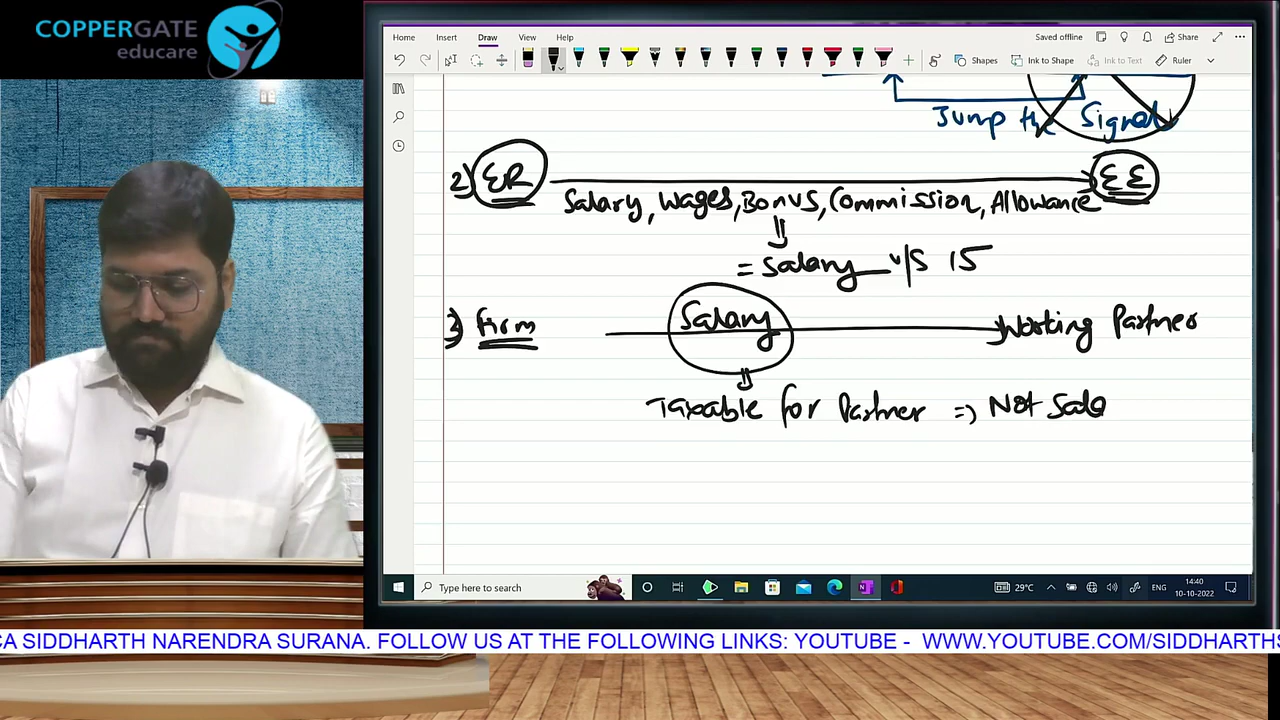 COPPERGATE
educare
Home Insert Draw View Help
Saved offline Share
Shapes Ink to Shape Ink to Text Ruler
Jump the Signal
2) ER EE
Salary, Wages, Bonus, Commission, Allowance
= Salary u/s 15
3) Firm Salary Working Partner
Taxable for Partner => Not Sala
Type here to search
29°C ENG 14:40
10-10-2022
CA SIDDHARTH NARENDRA SURANA. FOLLOW US AT THE FOLLOWING LINKS: YOUTUBE - WWW.YOUTUBE.COM/SIDDHARTHS